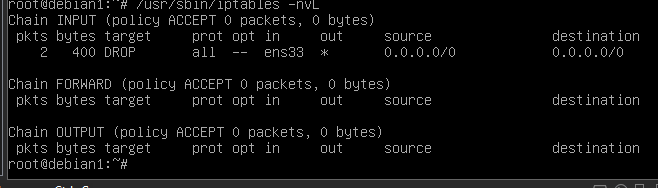 root@debian1:~# /usr/sbin/iptables -nvL
Chain INPUT (policy ACCEPT 0 packets, 0 bytes)
 pkts bytes target     prot opt in     out     source               destination
    2   400 DROP       all  --  ens33  *       0.0.0.0/0            0.0.0.0/0

Chain FORWARD (policy ACCEPT 0 packets, 0 bytes)
 pkts bytes target     prot opt in     out     source               destination

Chain OUTPUT (policy ACCEPT 0 packets, 0 bytes)
 pkts bytes target     prot opt in     out     source               destination
root@debian1:~#